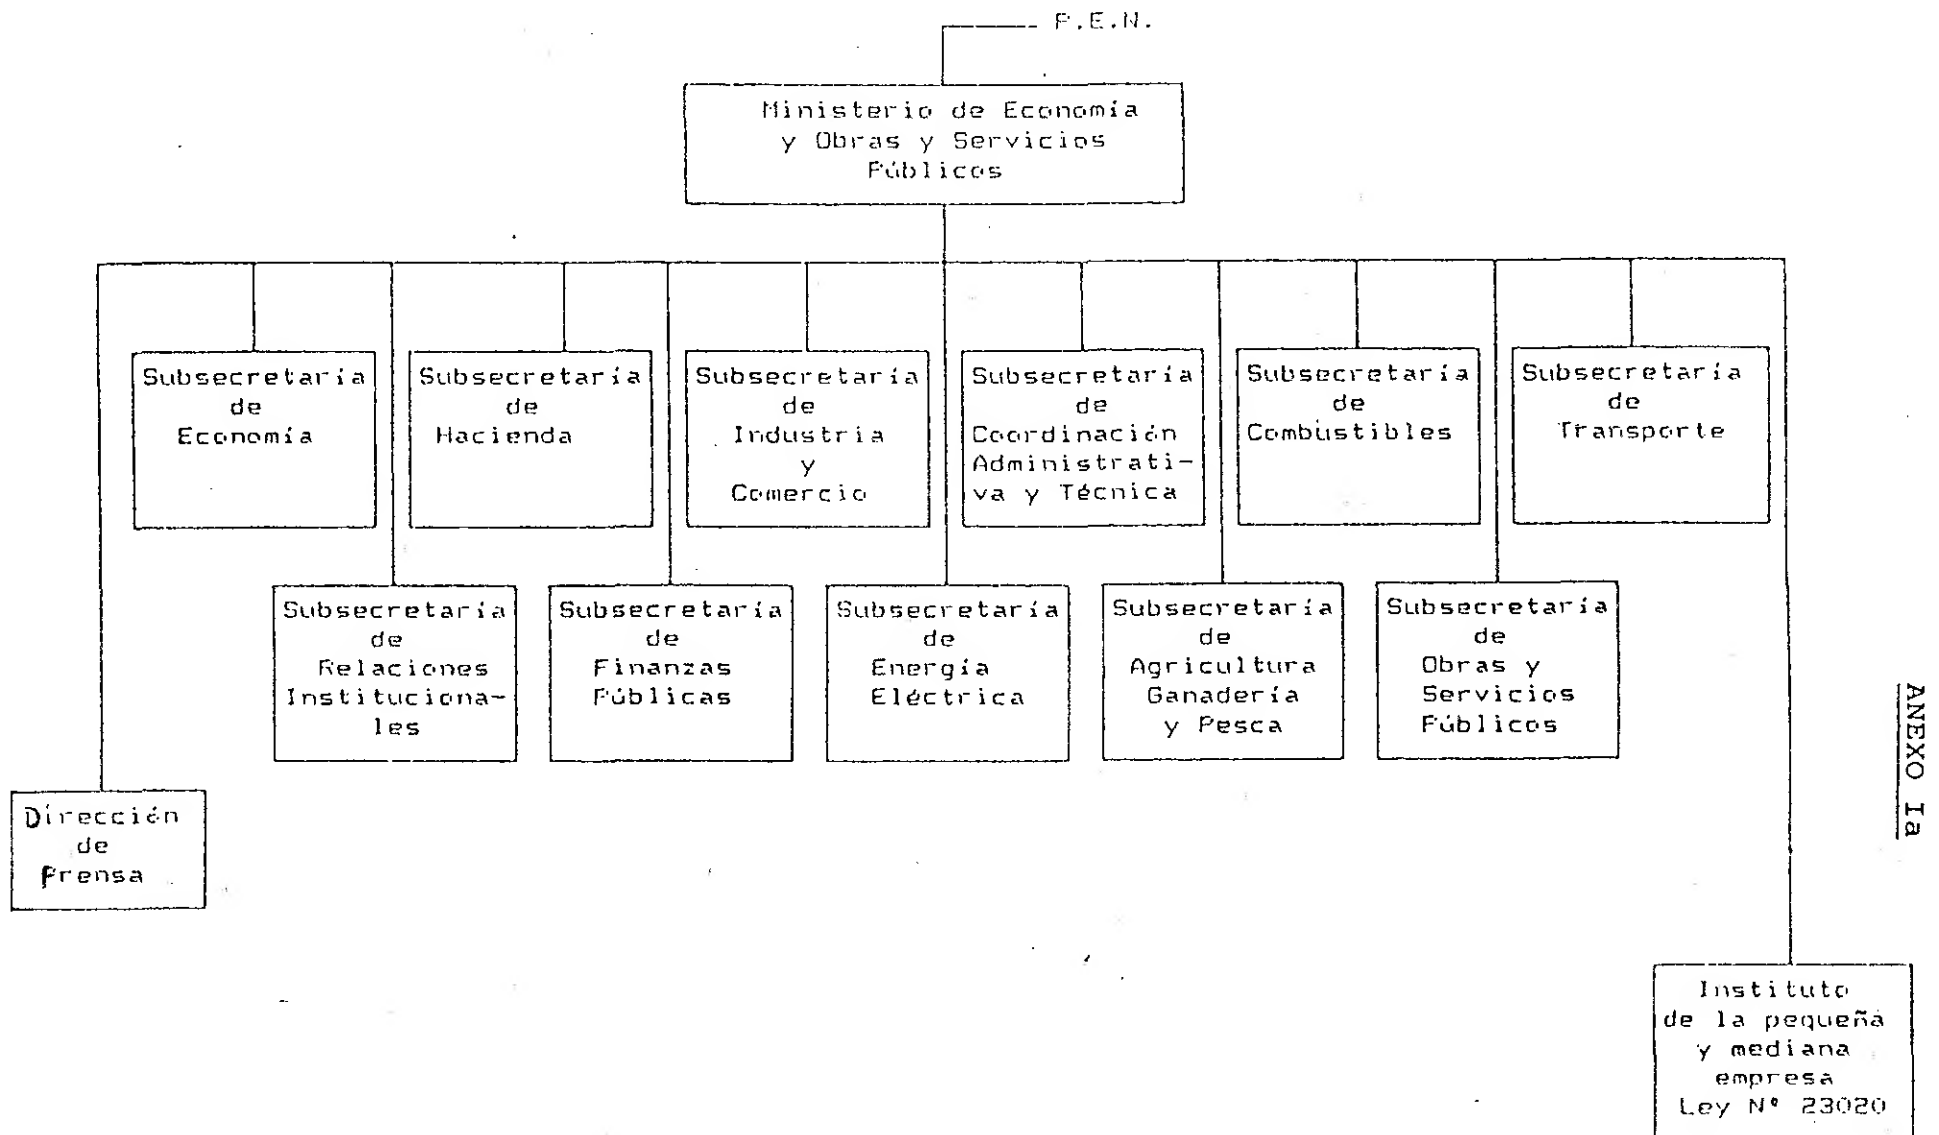 P.E.N.
Ministerio de Economía
y Obras y Servicios
Públicos
Subsecretaría
de
Economía
Subsecretaría
de
Hacienda
Subsecretaría
de
Industria
y
Comercio
Subsecretaría
de
Coordinación
Administrati-
va y Técnica
Subsecretaría
de
Combustibles
Subsecretaría
de
Transporte
Subsecretaría
de
Relaciones
Instituciona-
les
Subsecretaría
de
Finanzas
Públicas
Subsecretaría
de
Energía
Eléctrica
Subsecretaría
de
Agricultura
Ganadería
y Pesca
Subsecretaría
de
Obras y
Servicios
Públicos
ANEXO Ia
Dirección
de
Prensa
Instituto
de la pequeña
y mediana
empresa
Ley Nº 23020